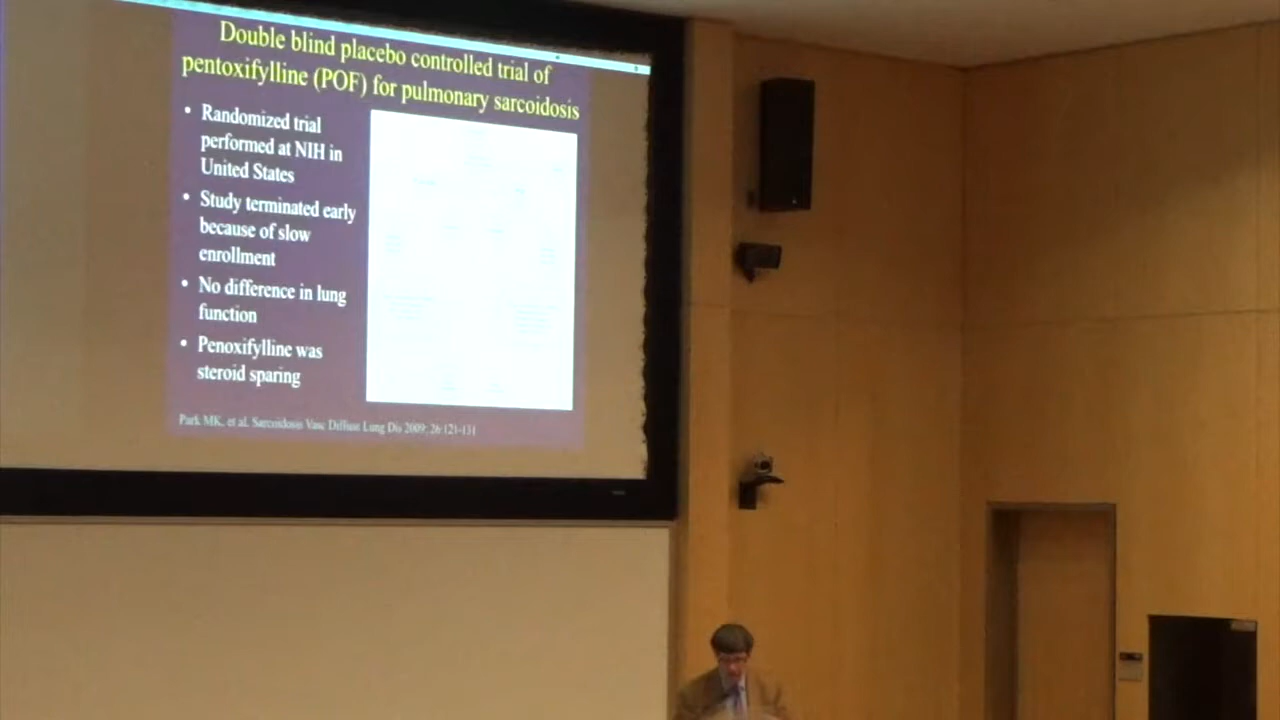 Double blind placebo controlled trial of
pentoxifylline (POF) for pulmonary sarcoidosis
• Randomized trial
performed at NIH in
United States
• Study terminated early
because of slow
enrollment
• No difference in lung
function
• Penoxifylline was
steroid sparing
Park MK, et al. Sarcoidosis Vasc Diffuse Lung Dis 2009; 26:121-131